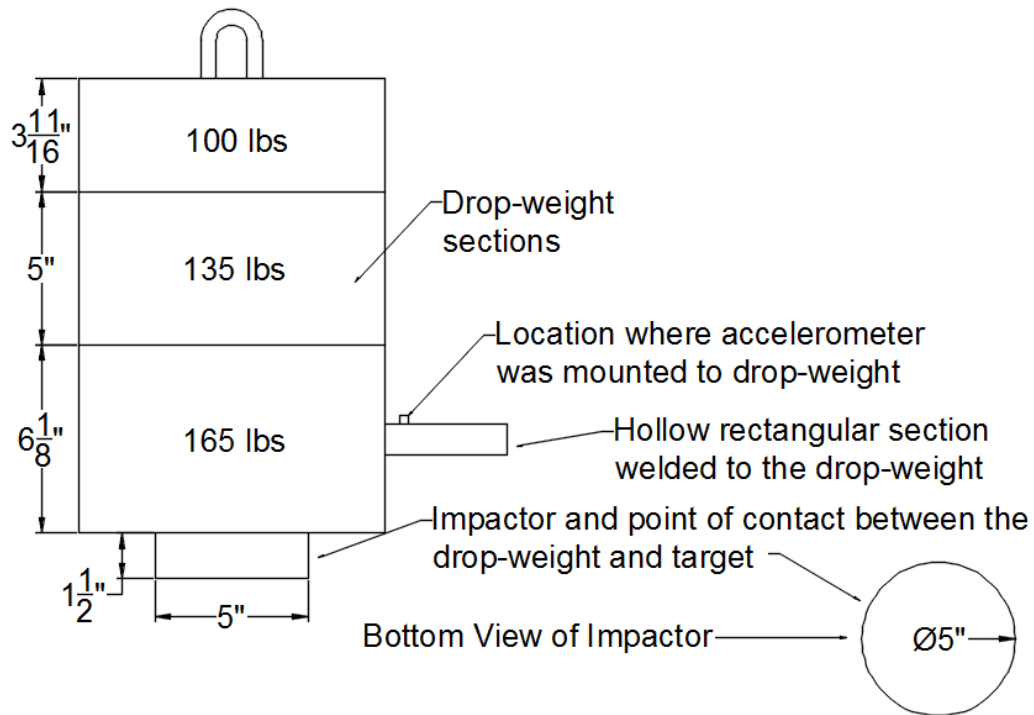 3 11/16"
100 lbs
Drop-weight
sections
5"
135 lbs
Location where accelerometer
was mounted to drop-weight
6 1/8"
165 lbs
Hollow rectangular section
welded to the drop-weight
Impactor and point of contact between the
drop-weight and target
1 1/2"
5"
Bottom View of Impactor
Ø5"